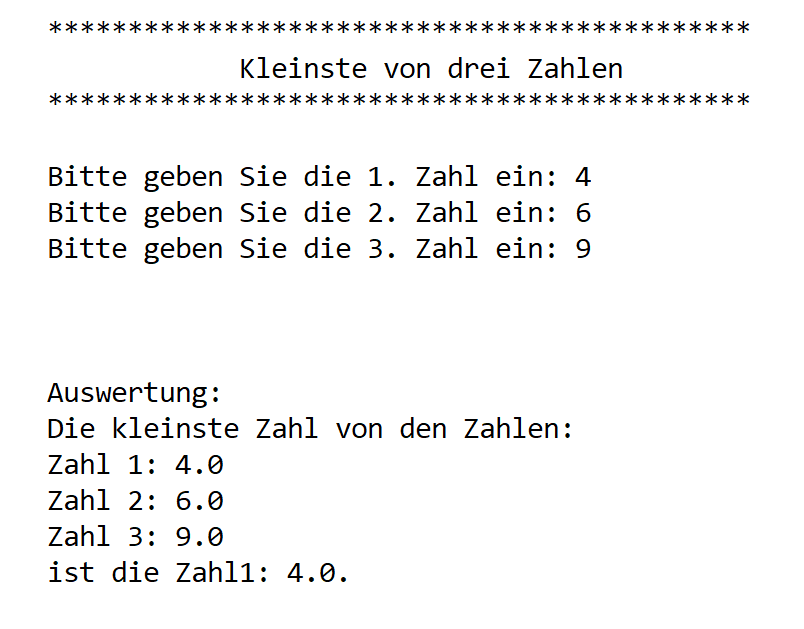 ********************************************
Kleinste von drei Zahlen
********************************************
Bitte geben Sie die 1. Zahl ein: 4
Bitte geben Sie die 2. Zahl ein: 6
Bitte geben Sie die 3. Zahl ein: 9
Auswertung:
Die kleinste Zahl von den Zahlen:
Zahl 1: 4.0
Zahl 2: 6.0
Zahl 3: 9.0
ist die Zahl1: 4.0.